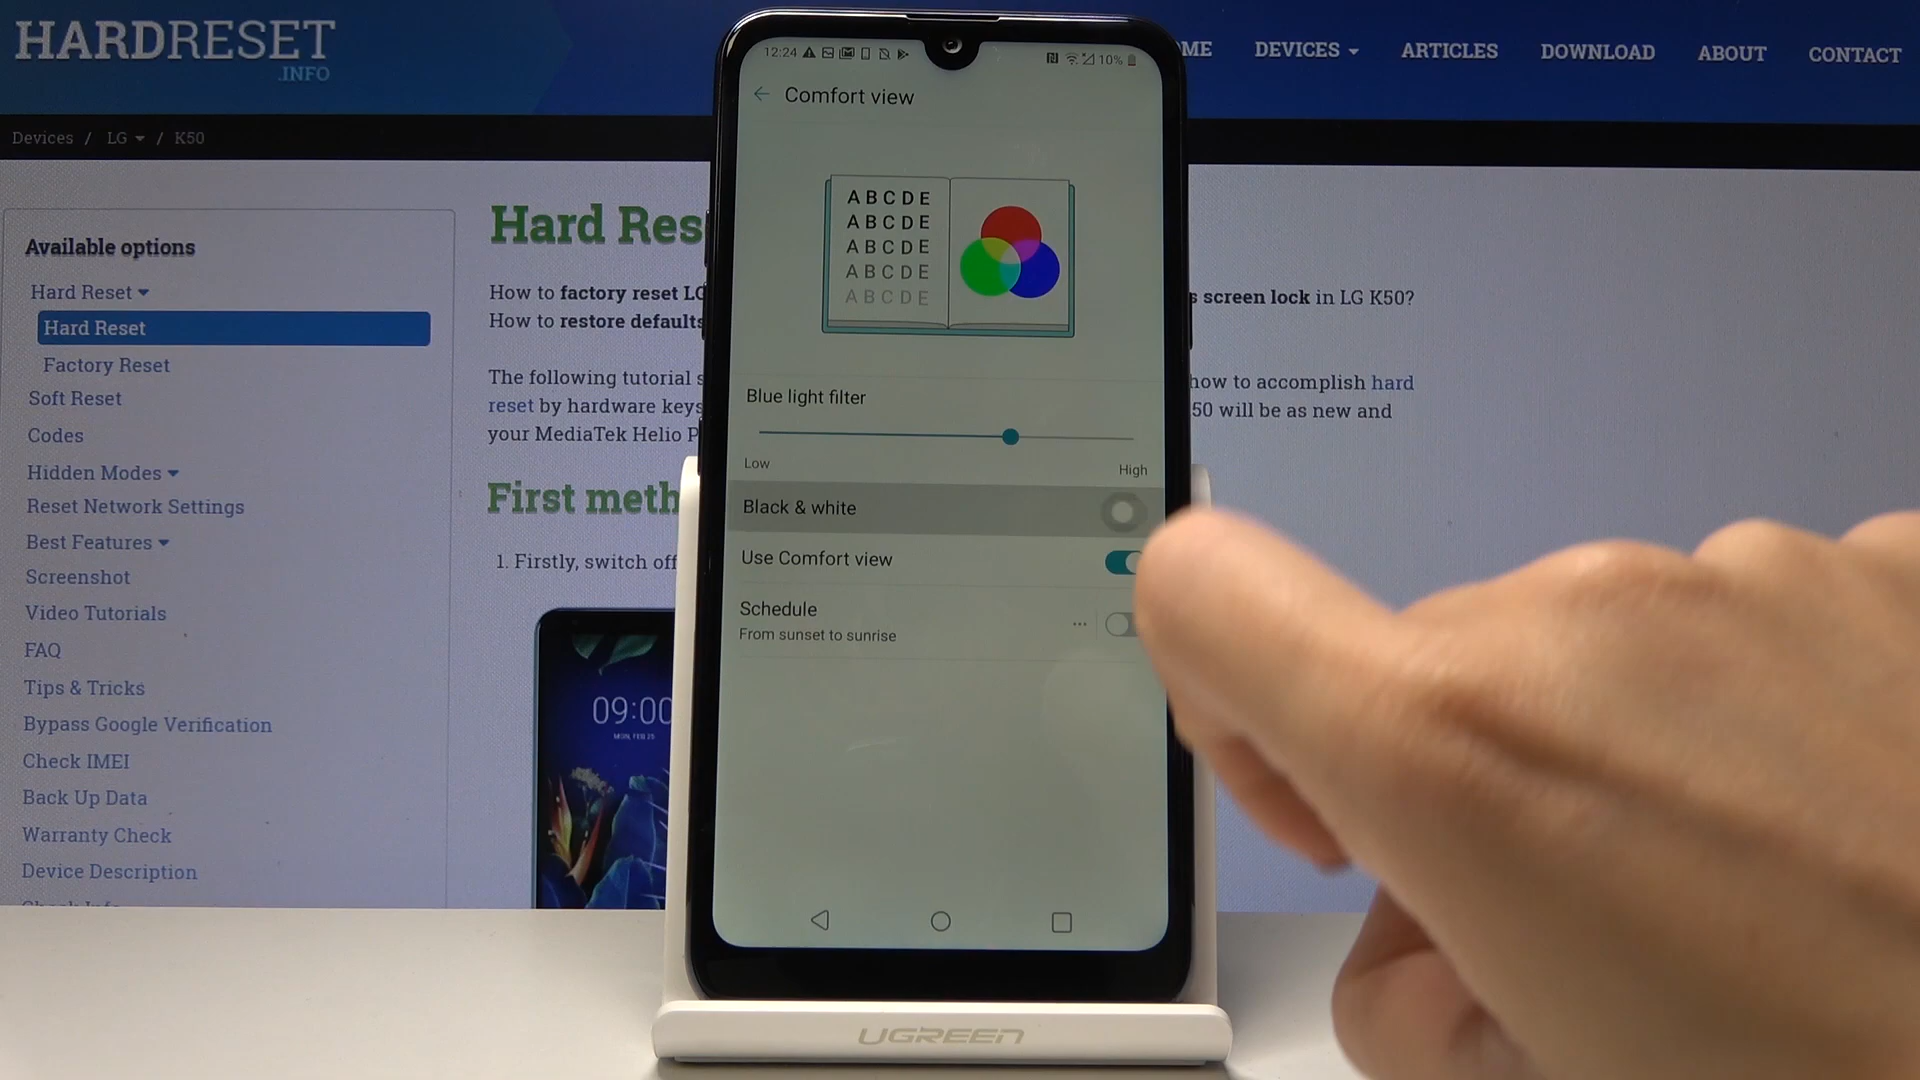 HARDRESET
.INFO
ME DEVICES ARTICLES DOWNLOAD ABOUT CONTACT
Devices / LG / K50
Available options
Hard Reset
Hard Reset
Factory Reset
Soft Reset
Codes
Hidden Modes
Reset Network Settings
Best Features
Screenshot
Video Tutorials
FAQ
Tips & Tricks
Bypass Google Verification
Check IMEI
Back Up Data
Warranty Check
Device Description
Hard Res
How to factory reset LG
s screen lock in LG K50?
How to restore defaults
The following tutorial s
how to accomplish hard
reset by hardware keys
50 will be as new and
your MediaTek Helio P
First meth
1. Firstly, switch off
09:00
MON, FEB 25
12:24 10%
Comfort view
A B C D E
A B C D E
A B C D E
A B C D E
A B C D E
Blue light filter
Low High
Black & white
Use Comfort view
Schedule
From sunset to sunrise
UGREEN